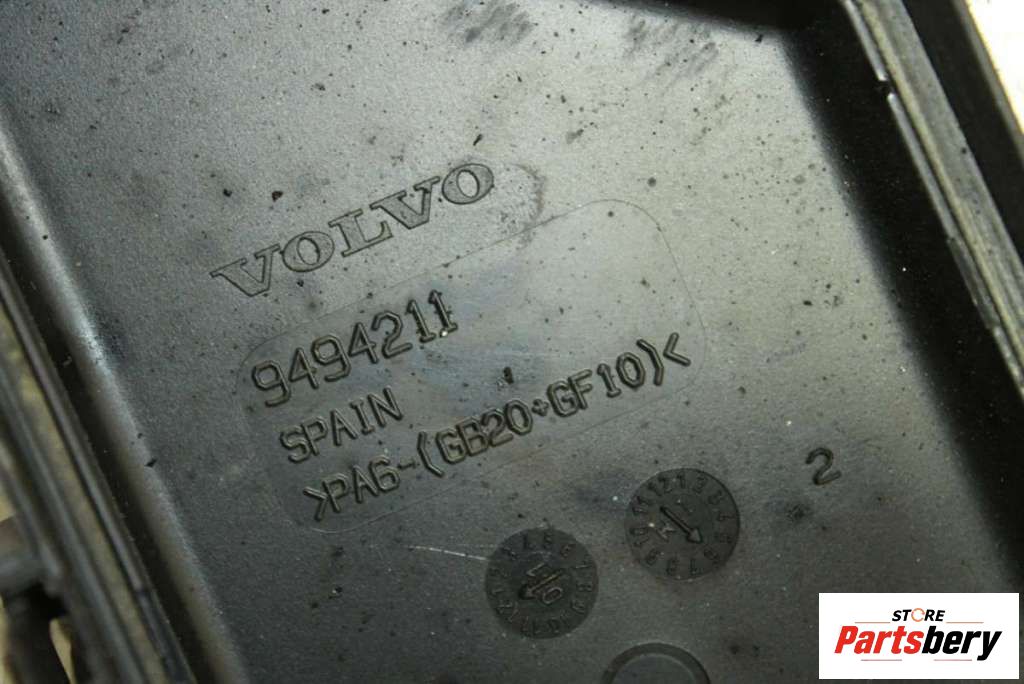 VOLVO
9494211
SPAIN
>PA6-(GB20+GF10)<
2
STORE
Partsbery